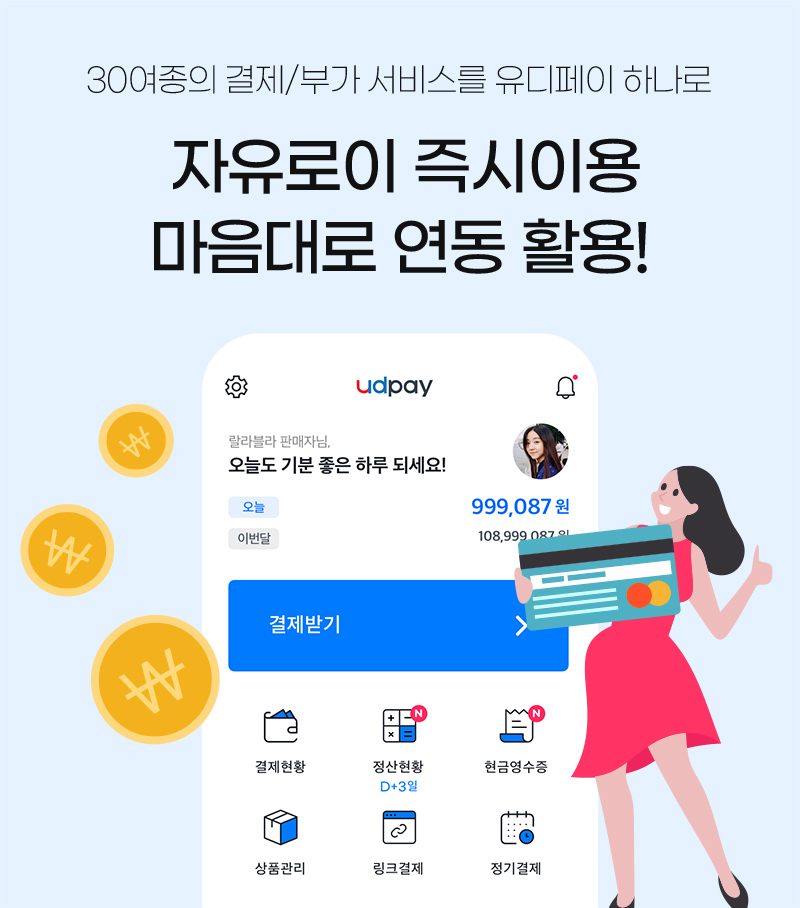 30여종의 결제/부가 서비스를 유디페이 하나로
자유로이 즉시이용
마음대로 연동 활용!
udpay
랄라블라 판매자님,
오늘도 기분 좋은 하루 되세요!
오늘 999,087 원
이번달 108,999,087 원
결제받기
N N
결제현황 정산현황 현금영수증
D+3일
상품관리 링크결제 정기결제